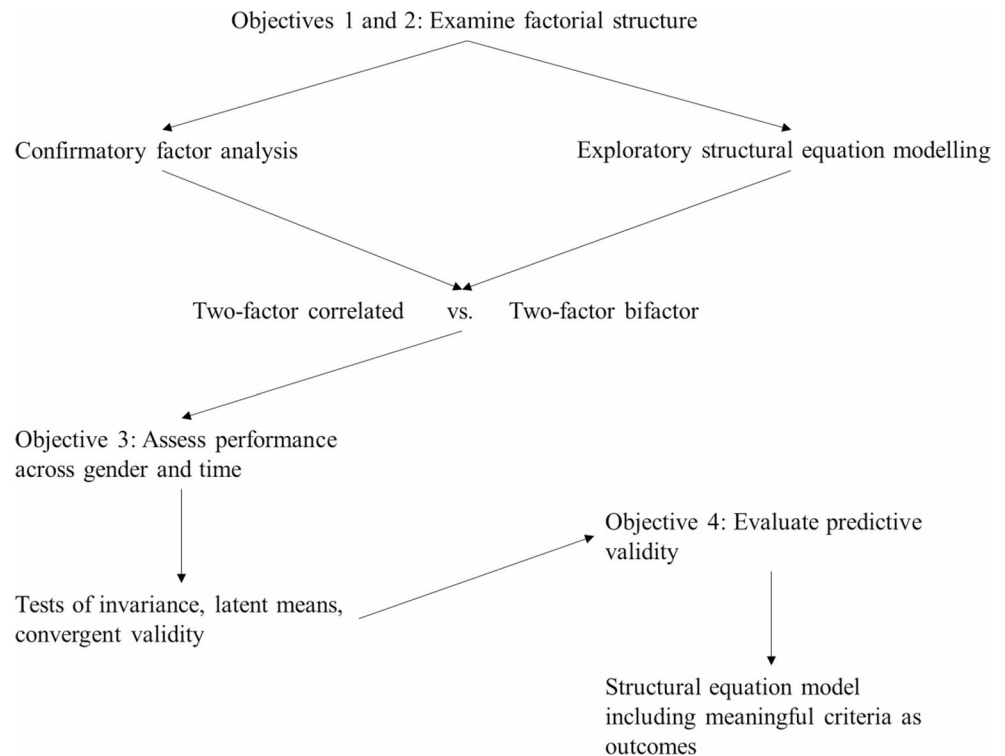 Objectives 1 and 2: Examine factorial structure
Confirmatory factor analysis
Exploratory structural equation modelling
Two-factor correlated vs. Two-factor bifactor
Objective 3: Assess performance
across gender and time
Tests of invariance, latent means,
convergent validity
Objective 4: Evaluate predictive
validity
Structural equation model
including meaningful criteria as
outcomes